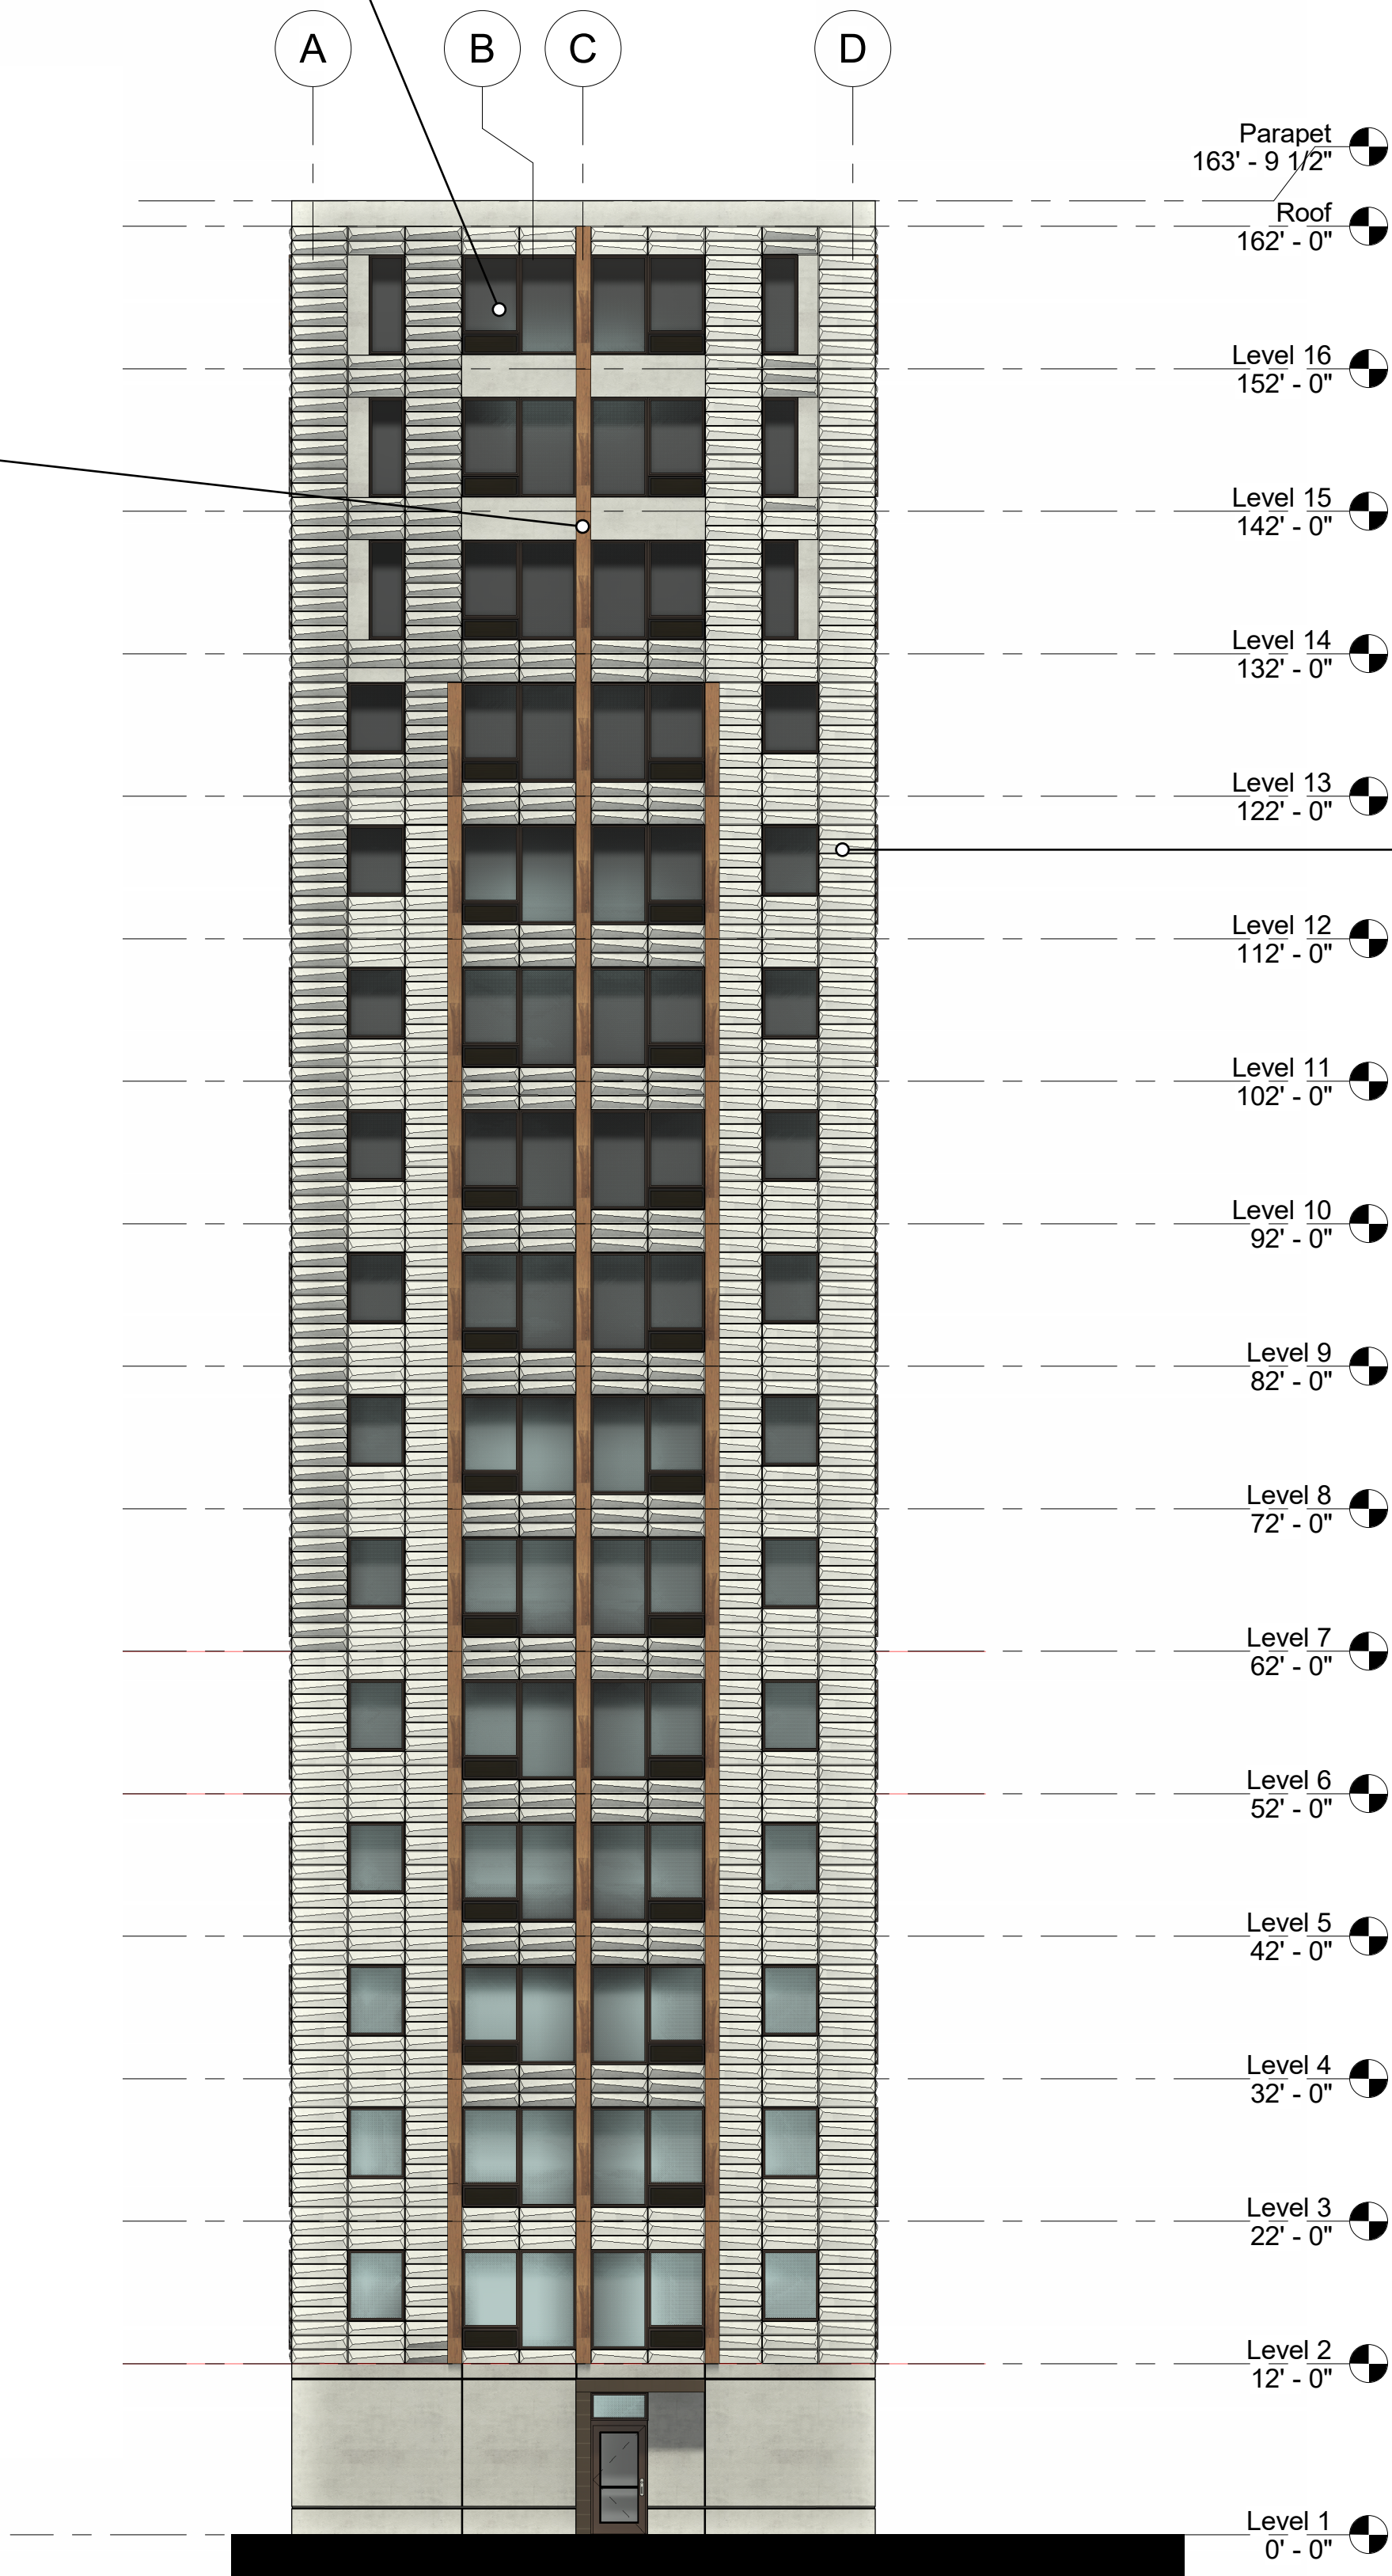 A
B
C
D
Parapet
163' - 9 1/2"
Roof
162' - 0"
Level 16
152' - 0"
Level 15
142' - 0"
Level 14
132' - 0"
Level 13
122' - 0"
Level 12
112' - 0"
Level 11
102' - 0"
Level 10
92' - 0"
Level 9
82' - 0"
Level 8
72' - 0"
Level 7
62' - 0"
Level 6
52' - 0"
Level 5
42' - 0"
Level 4
32' - 0"
Level 3
22' - 0"
Level 2
12' - 0"
Level 1
0' - 0"